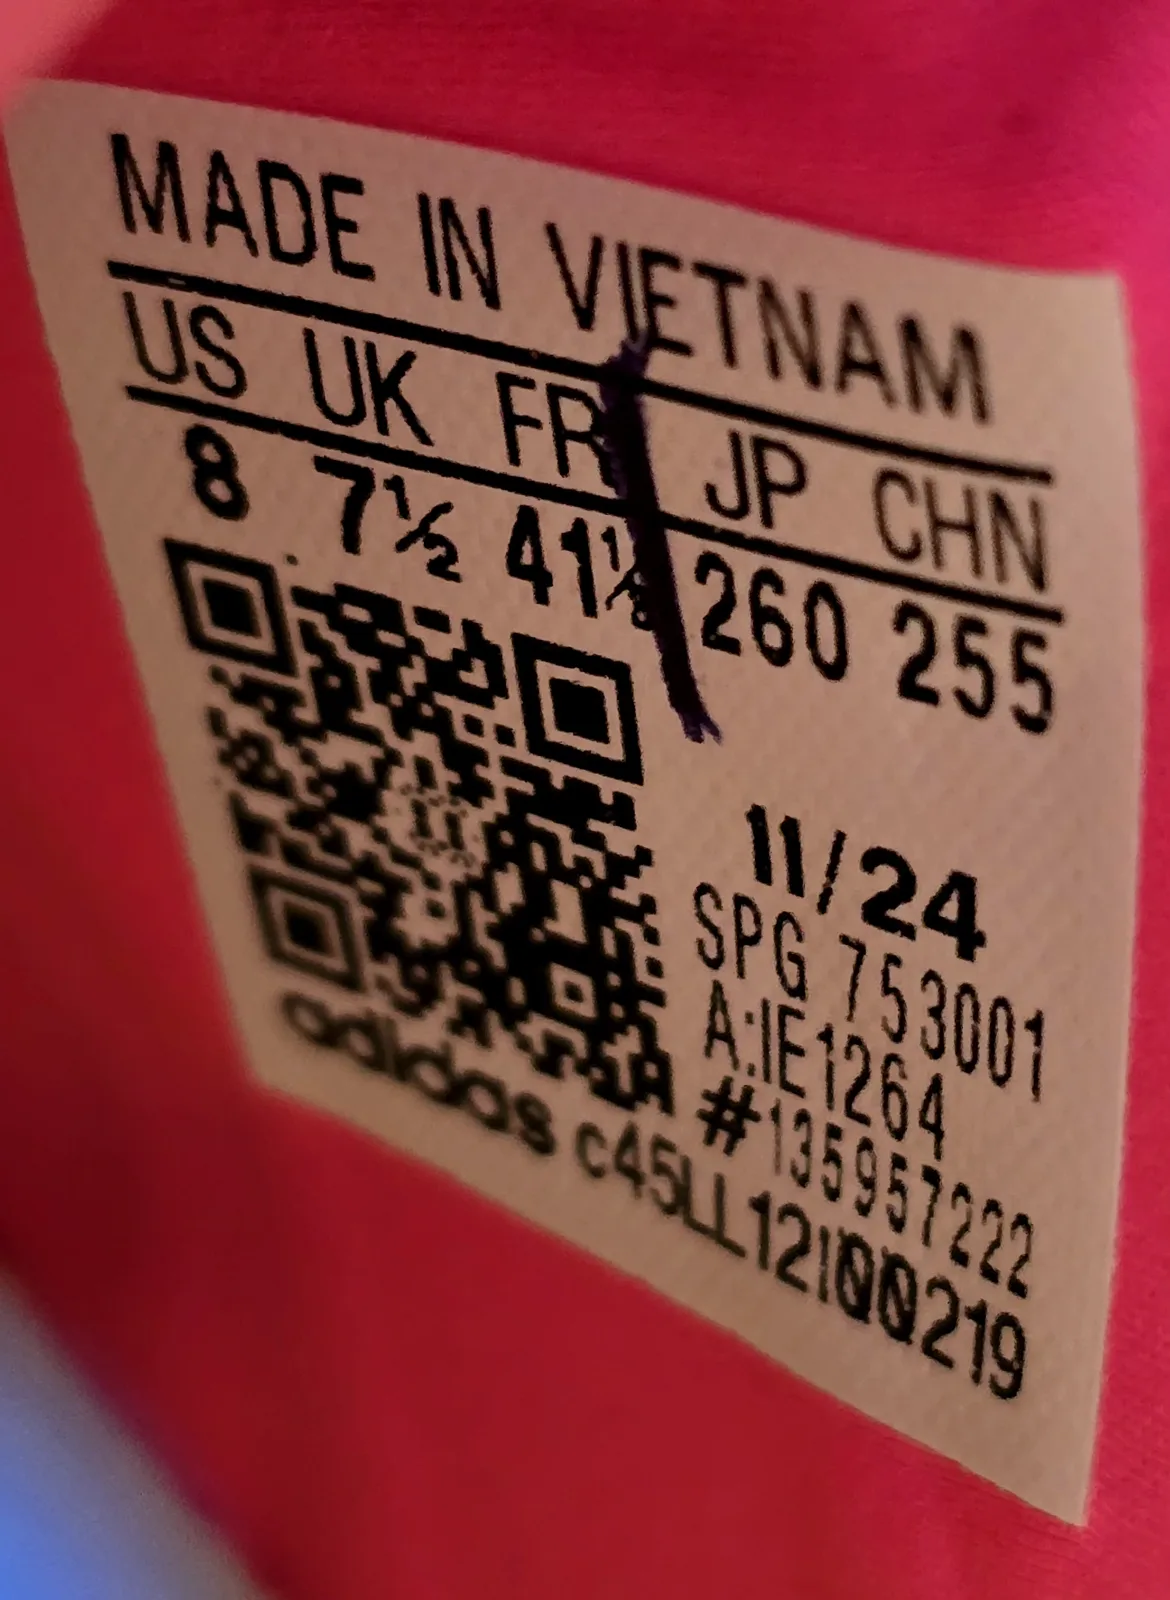 MADE IN VIETNAM
US UK FR JP CHN
8 7½ 41⅓ 260 255
11/24
SPG 753001
A:IE1264
#135957222
adidas c45LL12100219